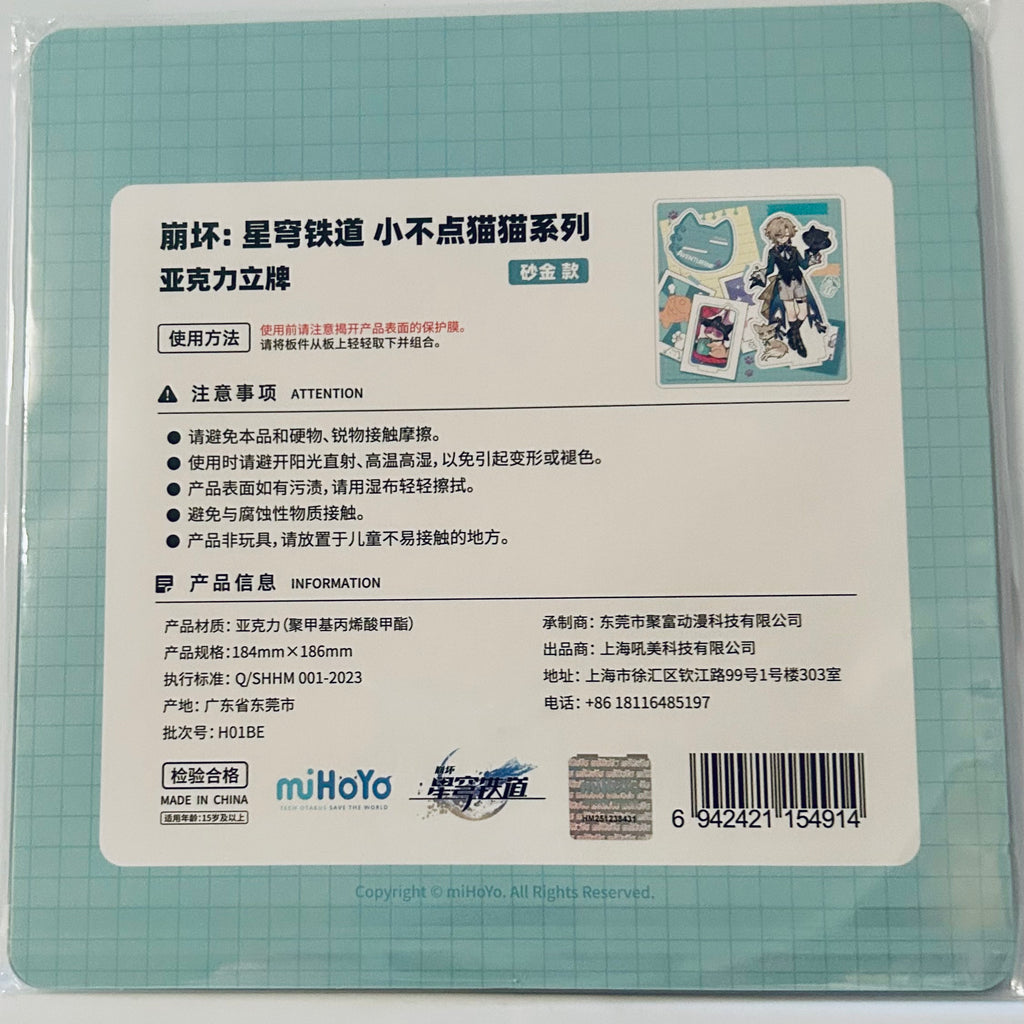 崩坏：星穹铁道 小不点猫猫系列
亚克力立牌
砂金 款
AVENTURINE
使用方法
使用前请注意揭开产品表面的保护膜。
请将板件从板上轻轻取下并组合。
注意事项 ATTENTION
● 请避免本品和硬物、锐物接触摩擦。
● 使用时请避开阳光直射、高温高湿，以免引起变形或褪色。
● 产品表面如有污渍，请用湿布轻轻擦拭。
● 避免与腐蚀性物质接触。
● 产品非玩具，请放置于儿童不易接触的地方。
产品信息 INFORMATION
产品材质：亚克力（聚甲基丙烯酸甲酯）
产品规格：184mm×186mm
执行标准：Q/SHHM 001-2023
产地：广东省东莞市
批次号：H01BE
承制商：东莞市聚富动漫科技有限公司
出品商：上海吼美科技有限公司
地址：上海市徐汇区钦江路99号1号楼303室
电话：+86 18116485197
检验合格
MADE IN CHINA
适用年龄：15岁及以上
miHoYo
TECH OTAKUS SAVE THE WORLD
崩坏
星穹铁道
HM251238431
6 942421 154914
Copyright © miHoYo. All Rights Reserved.